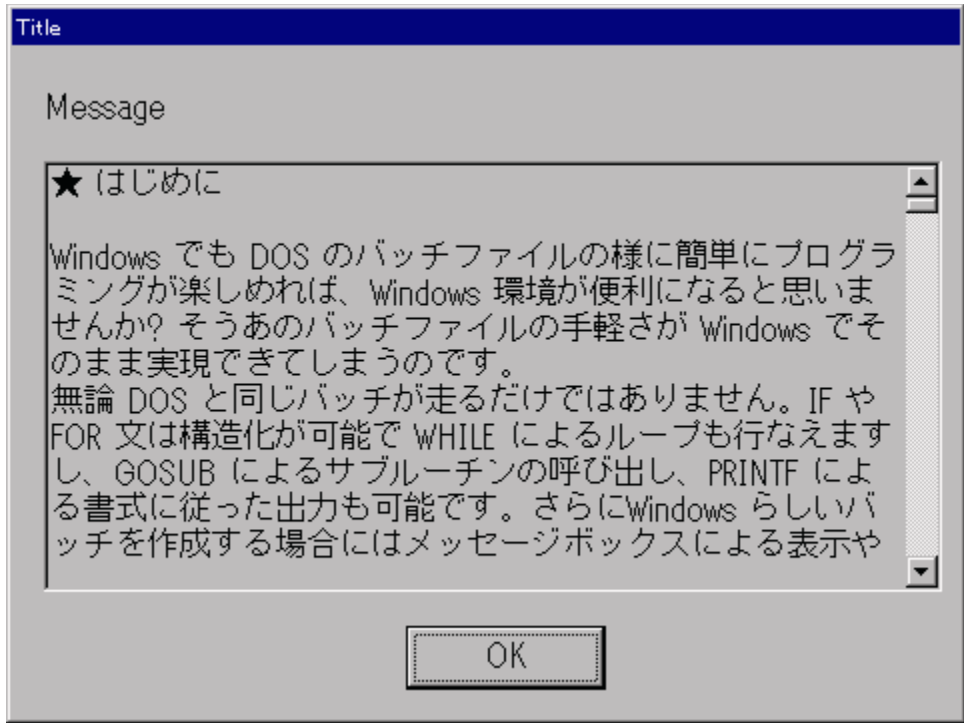 Title
Message
★ はじめに
Windows でも DOS のバッチファイルの様に簡単にプログラ
ミングが楽しめれば、Windows 環境が便利になると思いま
せんか? そうあのバッチファイルの手軽さが Windows でそ
のまま実現できてしまうのです。
無論 DOS と同じバッチが走るだけではありません。IF や
FOR 文は構造化が可能で WHILE によるループも行なえます
し、GOSUB によるサブルーチンの呼び出し、PRINTF によ
る書式に従った出力も可能です。さらにWindows らしいバ
ッチを作成する場合にはメッセージボックスによる表示や
OK